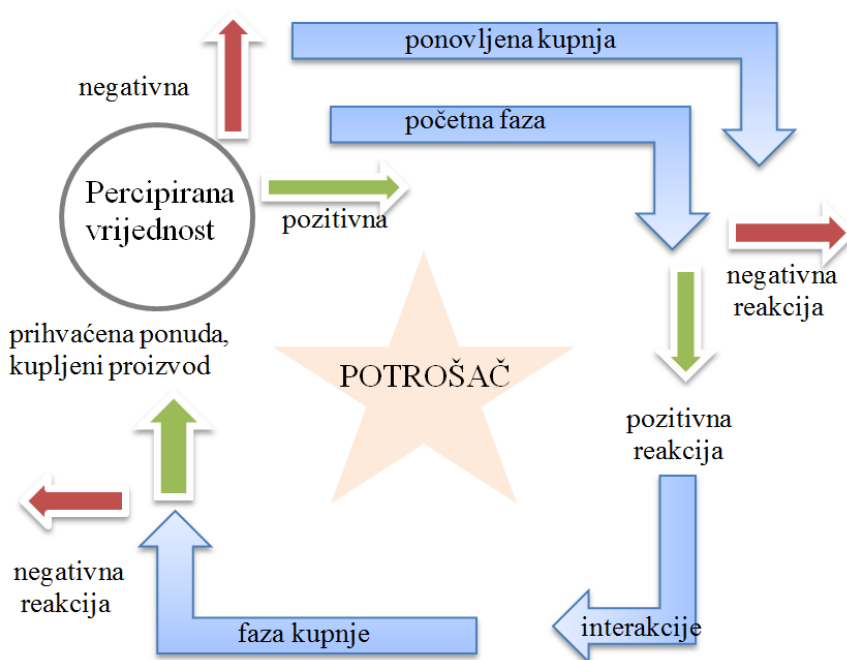 ponovljena kupnja
negativna
početna faza
Percipirana
vrijednost
pozitivna
negativna
reakcija
prihvaćena ponuda,
kupljeni proizvod
POTROŠAČ
pozitivna
reakcija
negativna
reakcija
faza kupnje
interakcije